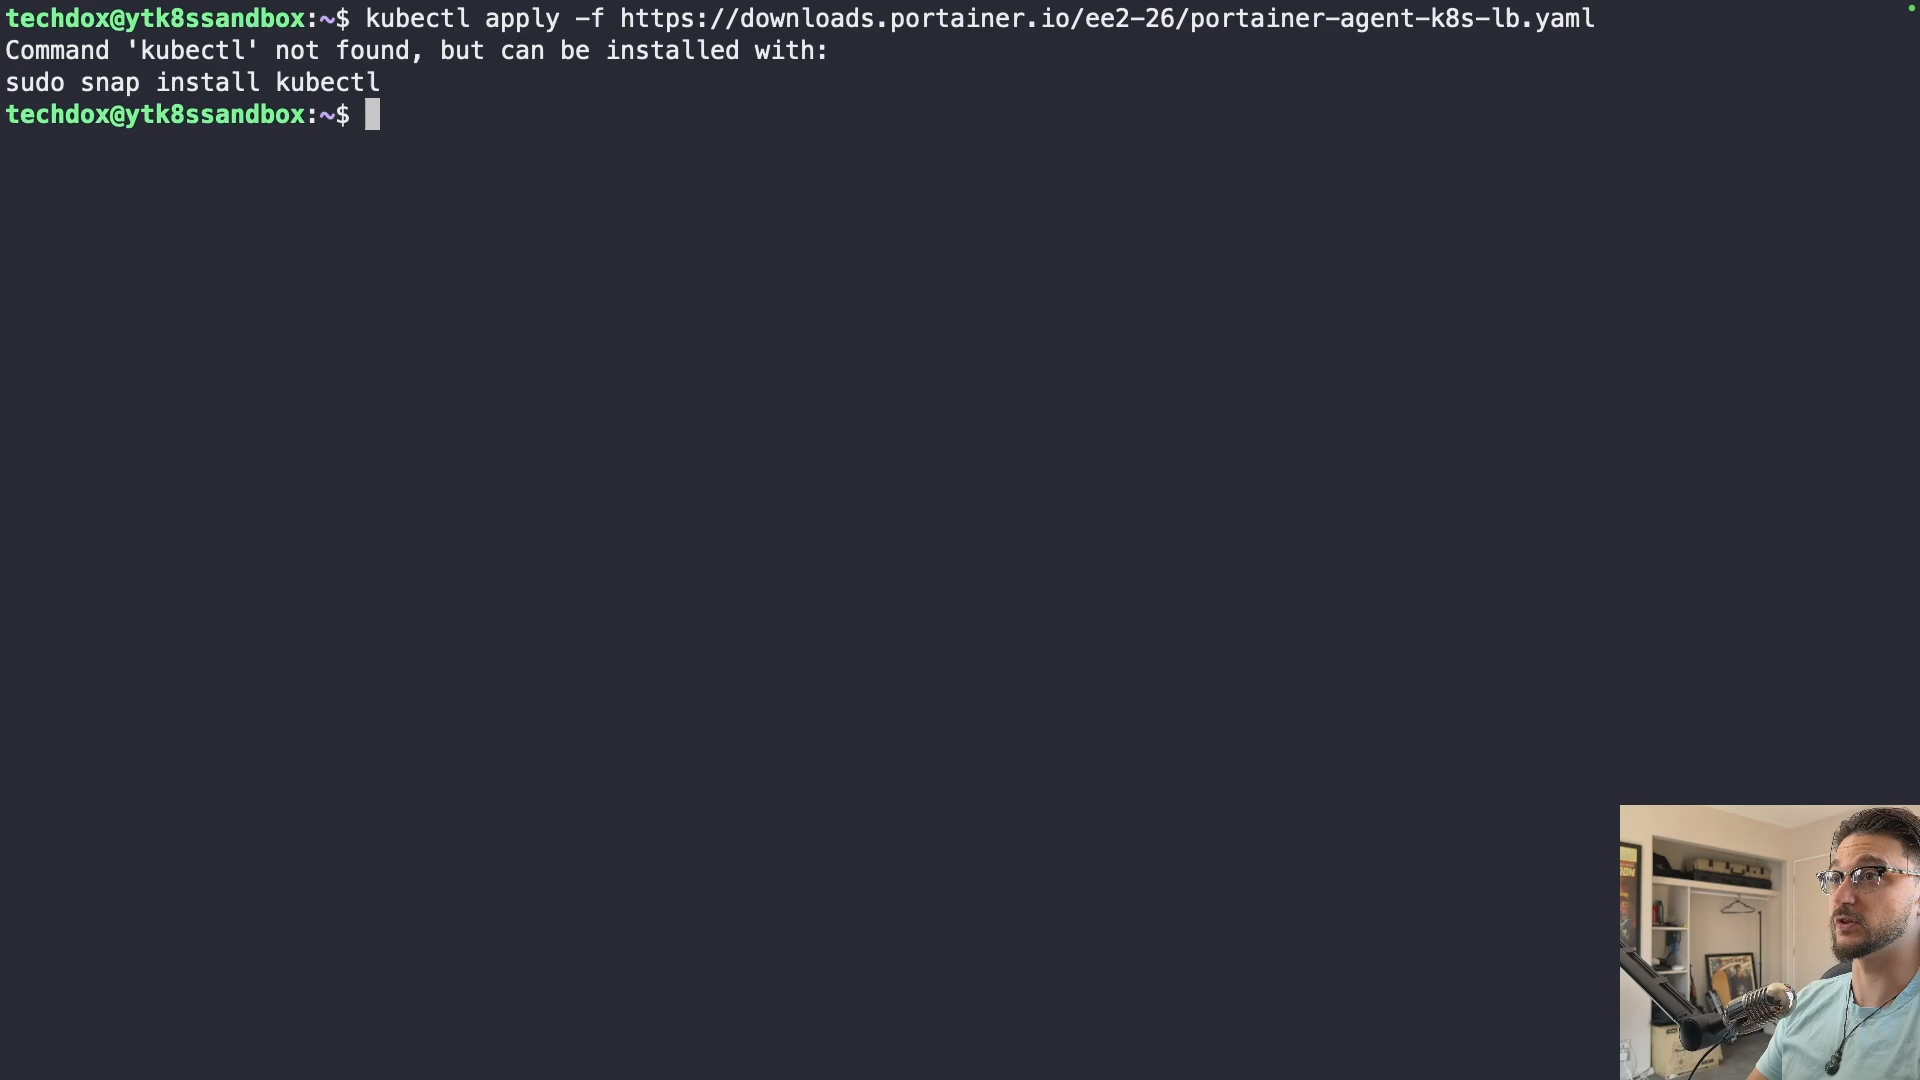 techdox@ytk8ssandbox:~$ kubectl apply -f https://downloads.portainer.io/ee2-26/portainer-agent-k8s-lb.yaml
Command 'kubectl' not found, but can be installed with:
sudo snap install kubectl
techdox@ytk8ssandbox:~$